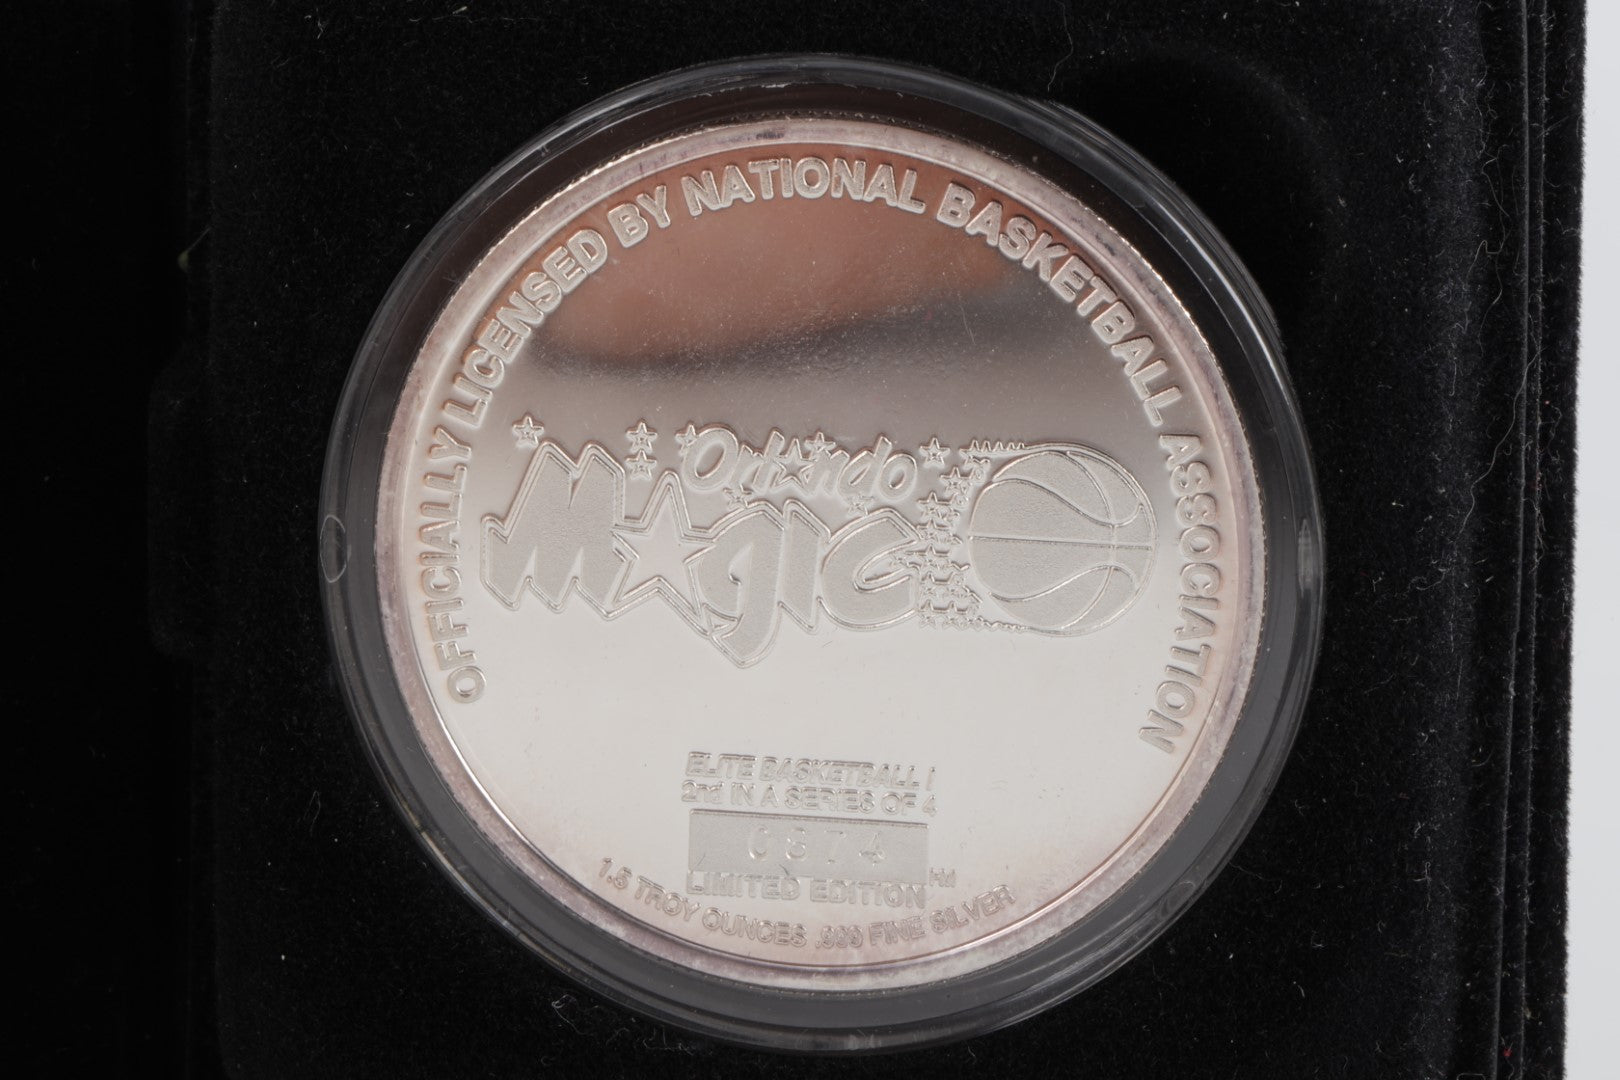 OFFICIALLY LICENSED BY NATIONAL BASKETBALL ASSOCIATION
Orlando
MAGIC
ELITE BASKETBALL I
2nd IN A SERIES OF 4
0874
LIMITED EDITION
1.5 TROY OUNCES .999 FINE SILVER